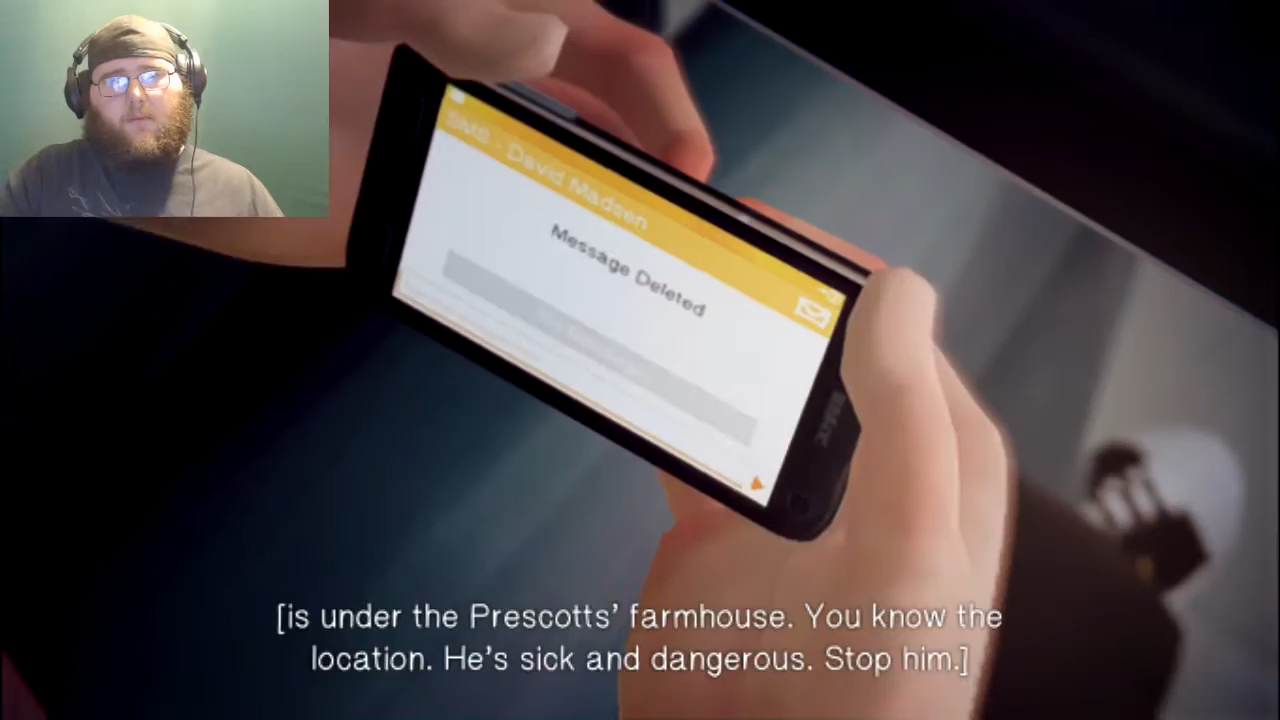 SMS - David Madsen
Message Deleted
[is under the Prescotts' farmhouse. You know the
location. He's sick and dangerous. Stop him.]